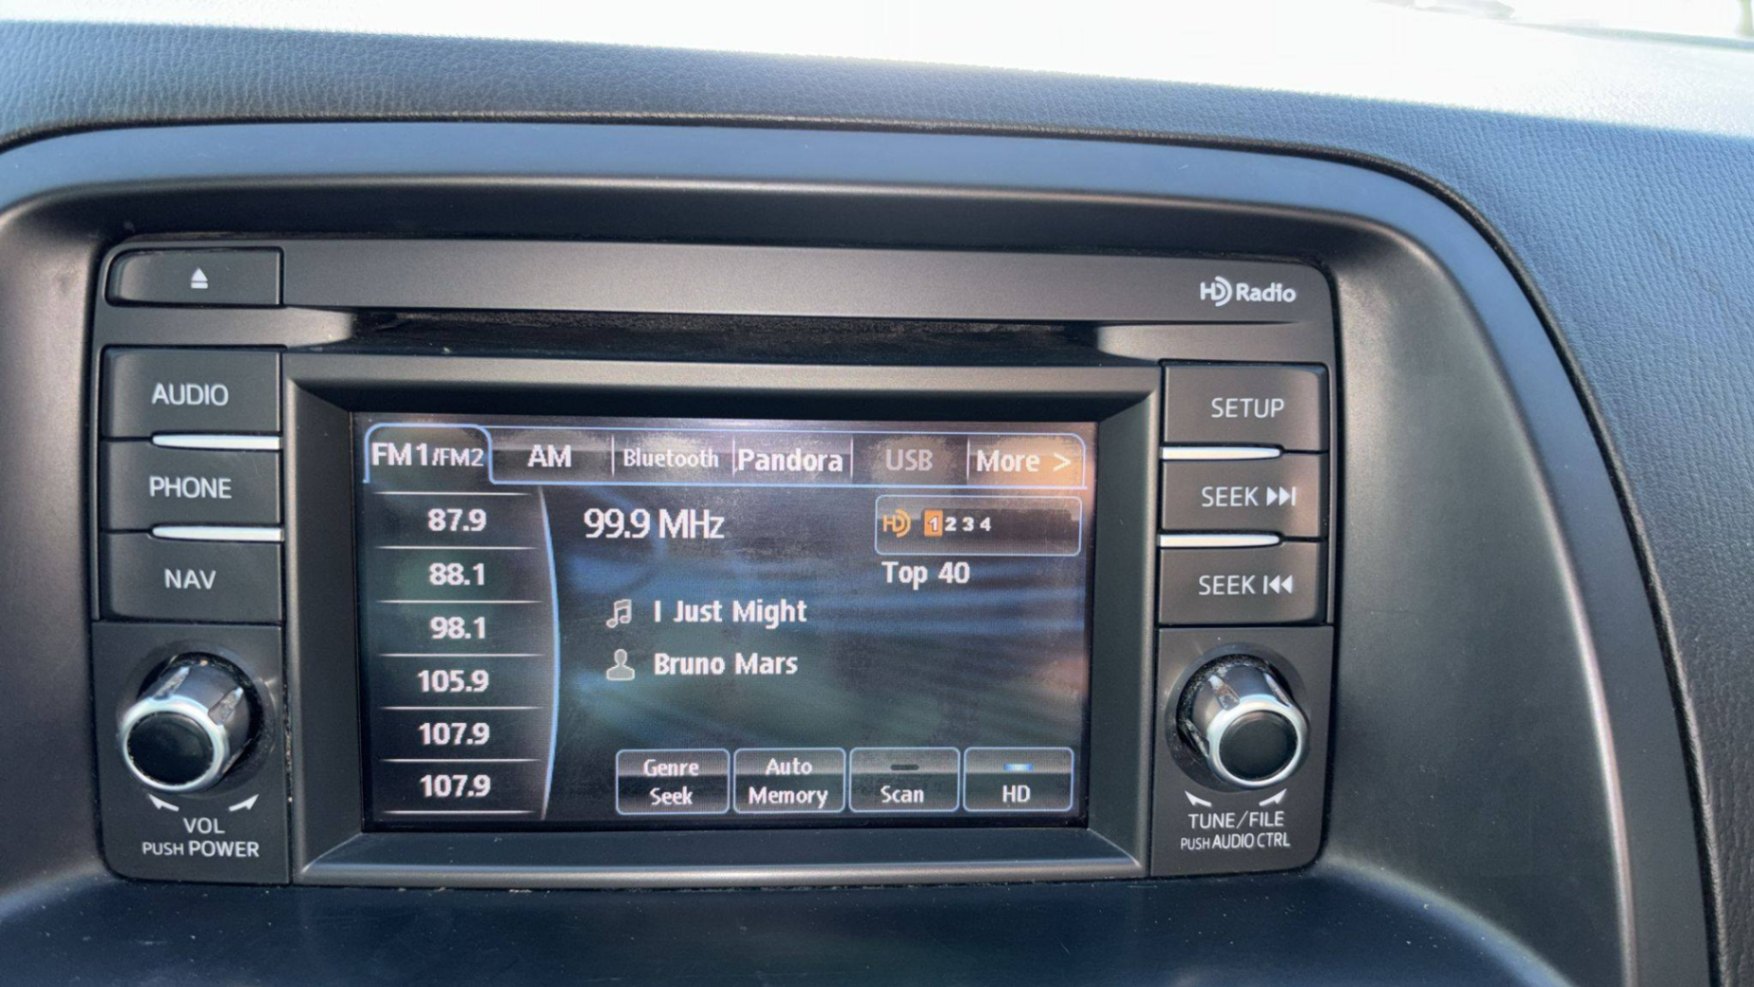 HD Radio
AUDIO
PHONE
NAV
VOL
PUSH POWER
FM1/FM2 AM Bluetooth Pandora USB More >
87.9
88.1
98.1
105.9
107.9
107.9
99.9 MHz
HD 1 2 3 4
Top 40
I Just Might
Bruno Mars
Genre Seek
Auto Memory
Scan
HD
SETUP
SEEK
SEEK
TUNE/FILE
PUSH AUDIO CTRL